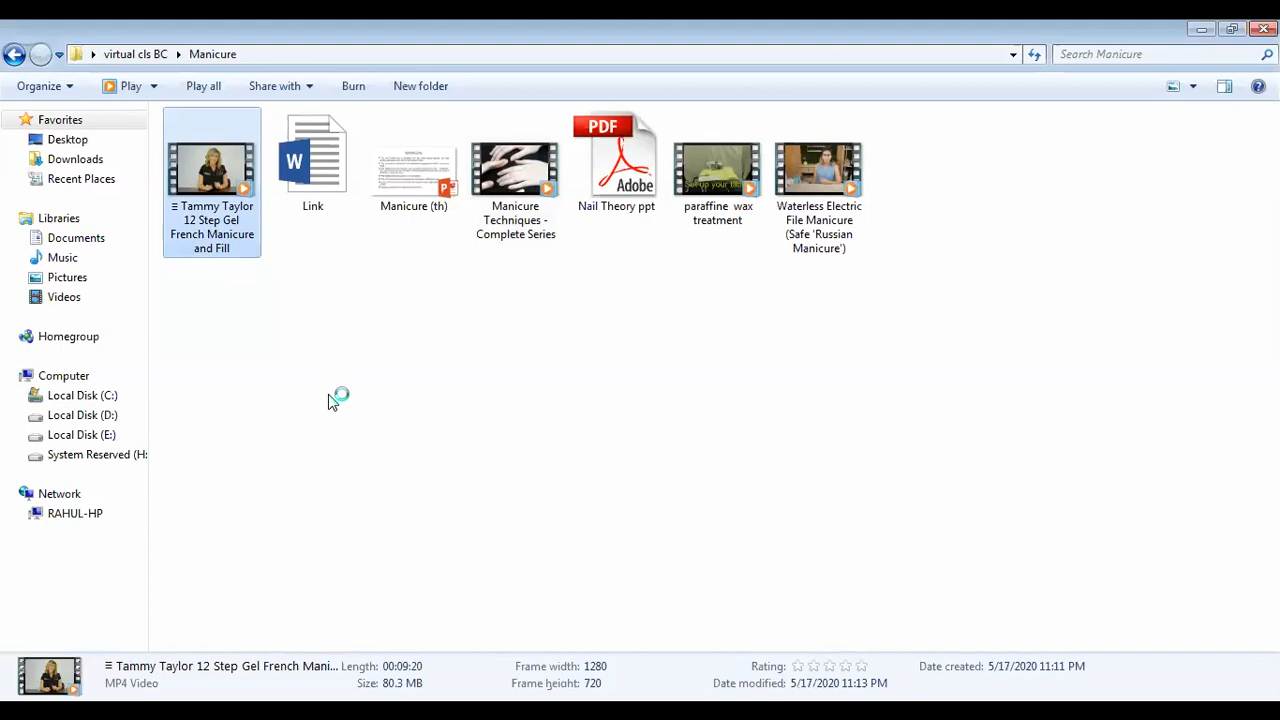 virtual cls BC
Manicure
Search Manicure
Organize
Play
Play all
Share with
Burn
New folder
Favorites
Desktop
Downloads
Recent Places
Libraries
Documents
Music
Pictures
Videos
Homegroup
Computer
Local Disk (C:)
Local Disk (D:)
Local Disk (E:)
System Reserved (H:
Network
RAHUL-HP
≡ Tammy Taylor
12 Step Gel
French Manicure
and Fill
W
Link
P
Manicure (th)
Manicure
Techniques -
Complete Series
PDF
Adobe
Nail Theory ppt
paraffine wax
treatment
Waterless Electric
File Manicure
(Safe 'Russian
Manicure')
≡ Tammy Taylor 12 Step Gel French Mani...
MP4 Video
Length: 00:09:20
Size: 80.3 MB
Frame width: 1280
Frame height: 720
Rating:
Date modified: 5/17/2020 11:13 PM
Date created: 5/17/2020 11:11 PM